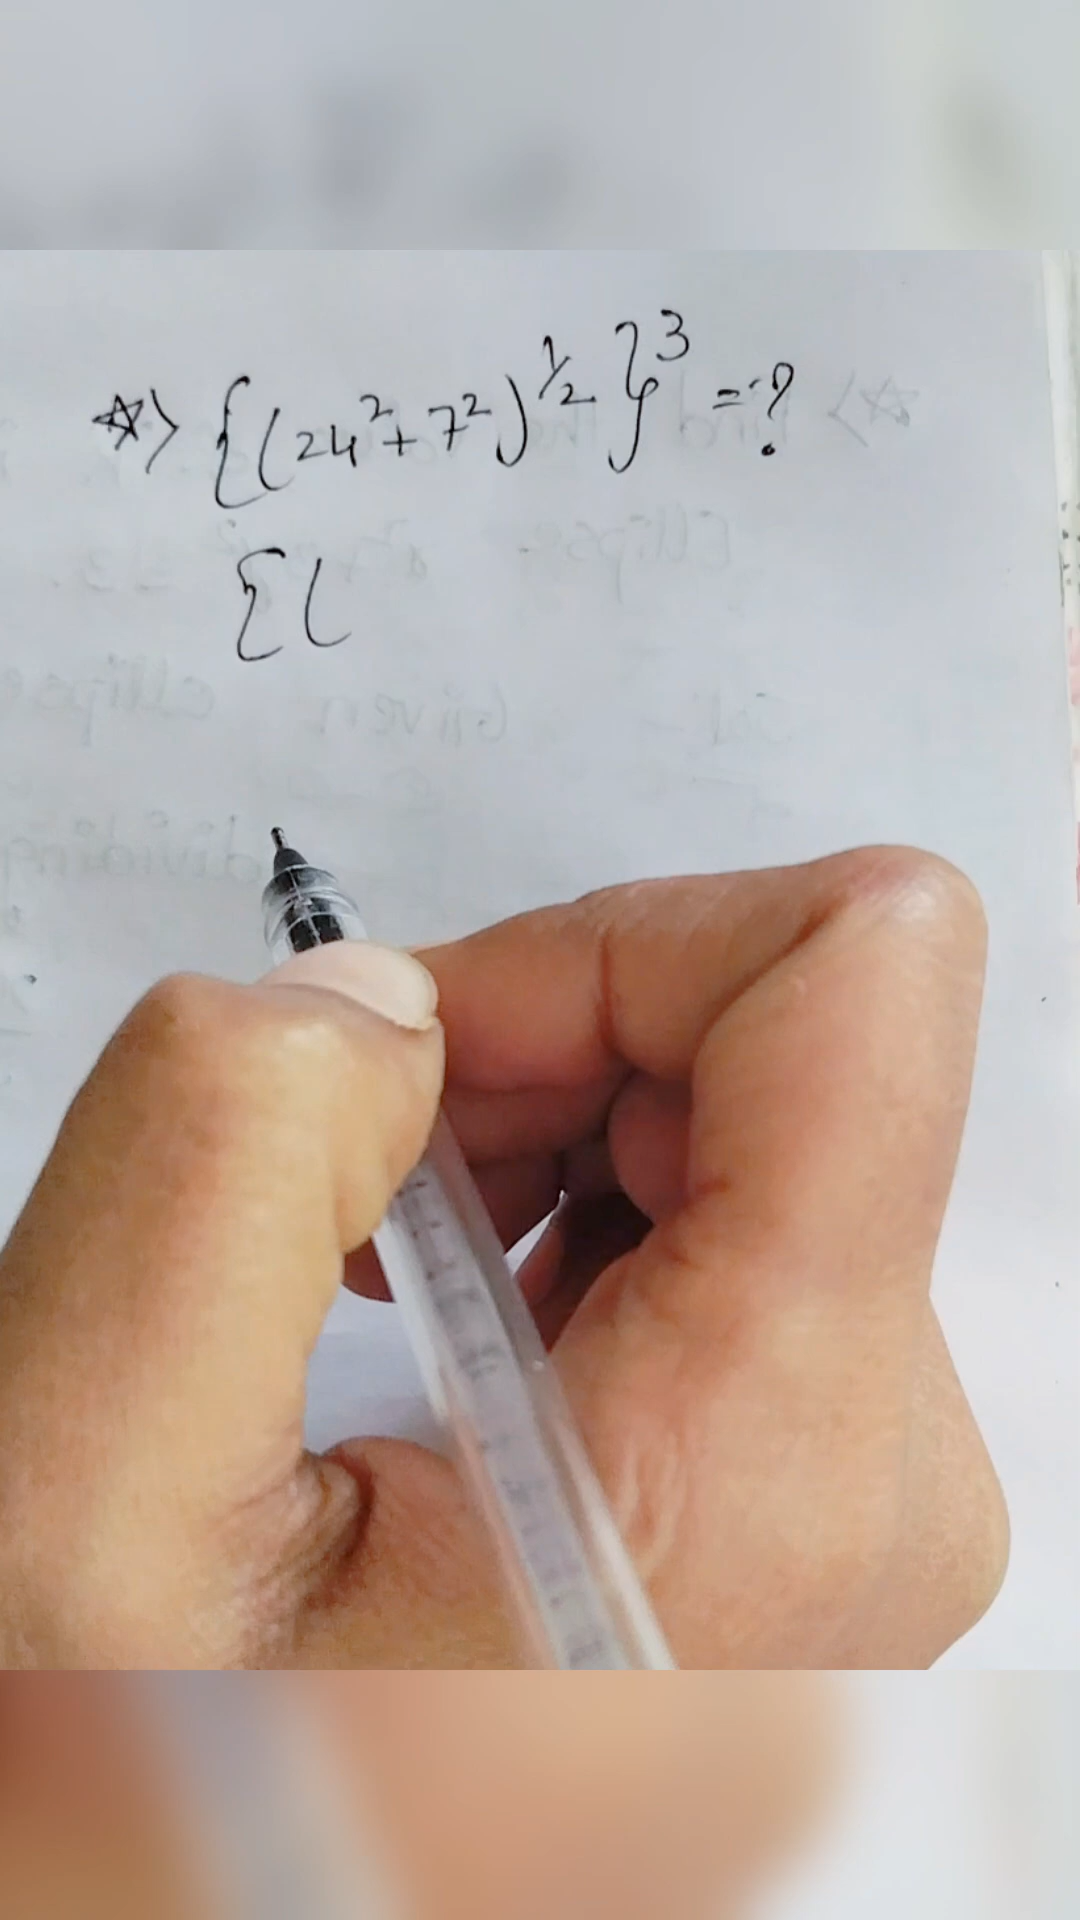 ☆> {(24²+7²)^1/2}³ =?
{(